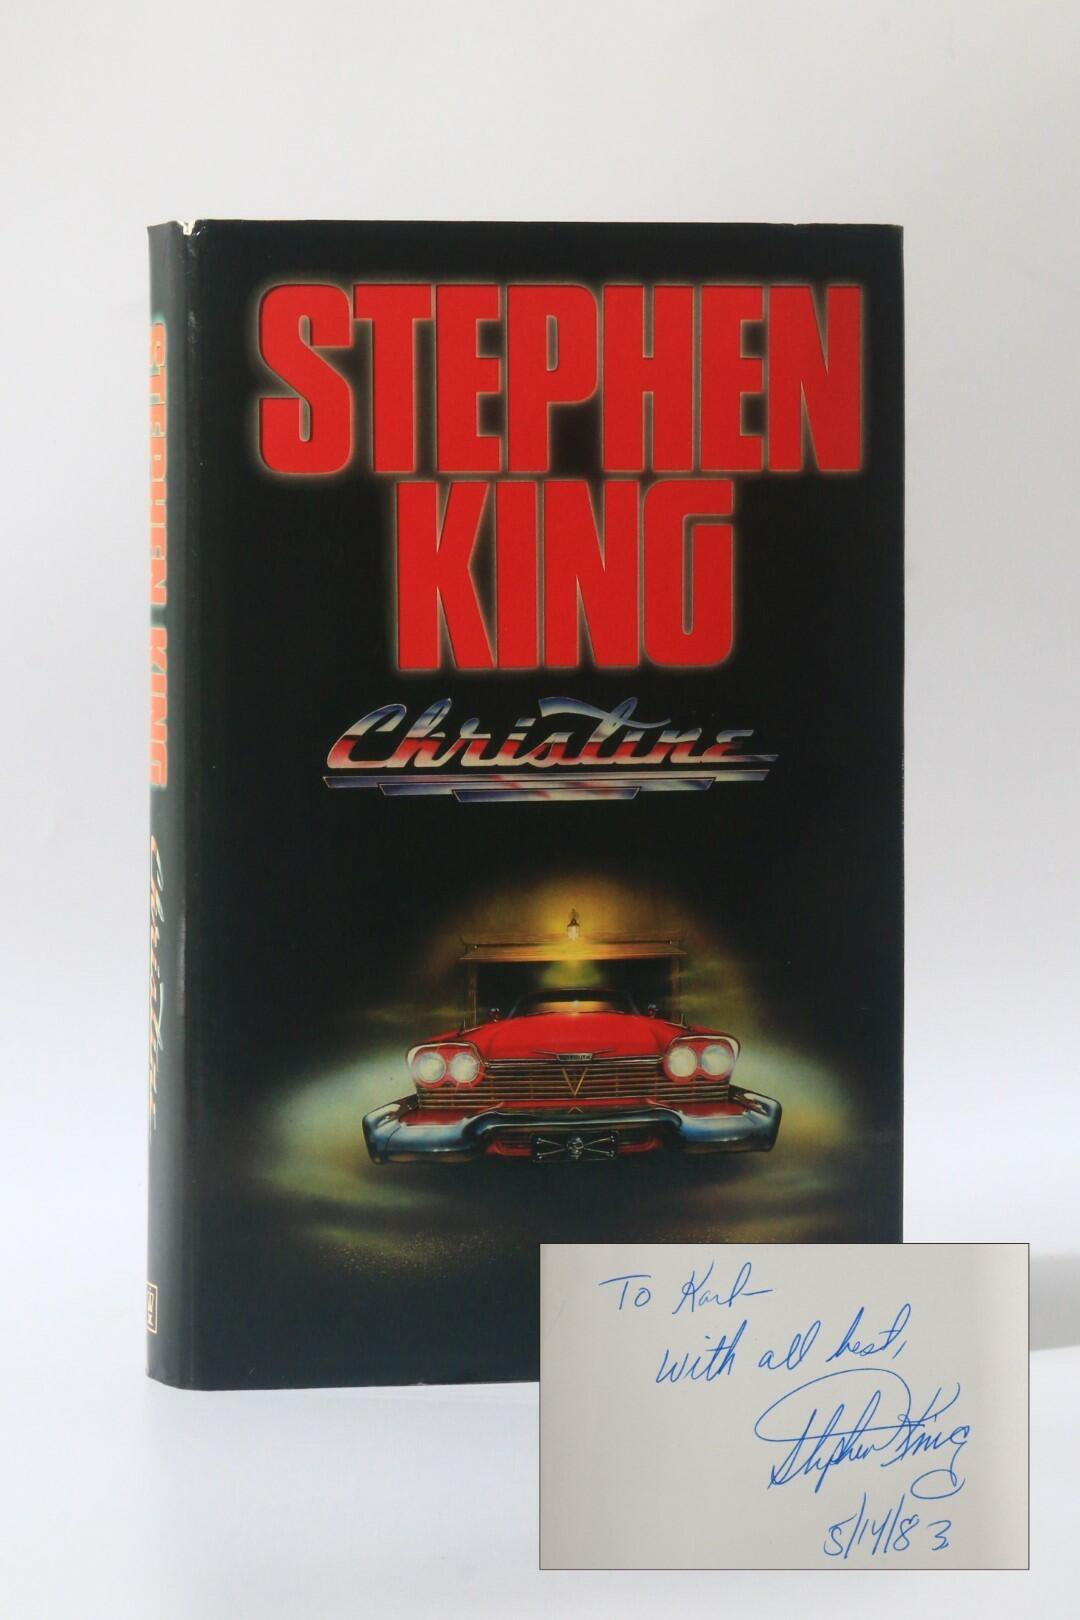 STEPHEN KING
Christine
STEPHEN
KING
Christine
To Karl
with all best,
Stephen King
5/14/83